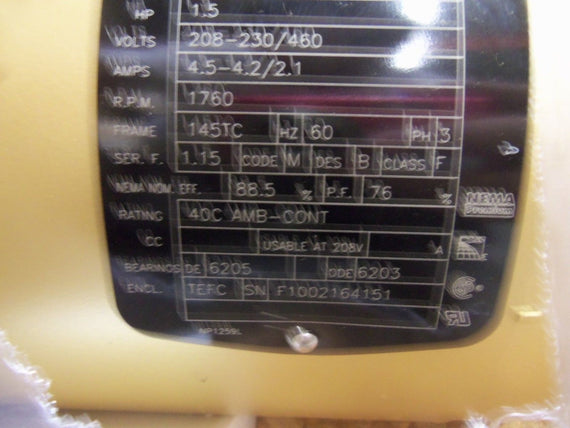 HP 1.5
VOLTS 208-230/460
AMPS 4.5-4.2/2.1
R.P.M. 1760
FRAME 145TC HZ 60 PH 3
SER. F. 1.15 CODE M DES B CLASS F
NEMA NOM. EFF. 88.5 % P.F. 76 %
NEMA
Premium
RATING 40C AMB-CONT
CC USABLE AT 208V A
BEARINGS DE 6205 ODE 6203
ENCL. TEFC SN F1002164151
NP1259L